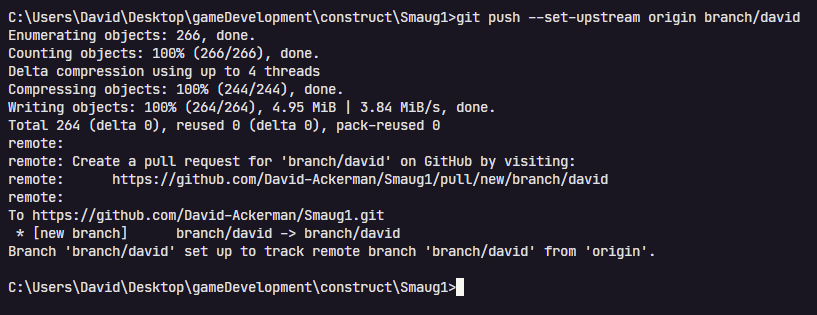 C:\Users\David\Desktop\gameDevelopment\construct\Smaug1>git push --set-upstream origin branch/david
Enumerating objects: 266, done.
Counting objects: 100% (266/266), done.
Delta compression using up to 4 threads
Compressing objects: 100% (244/244), done.
Writing objects: 100% (264/264), 4.95 MiB | 3.84 MiB/s, done.
Total 264 (delta 0), reused 0 (delta 0), pack-reused 0
remote:
remote: Create a pull request for 'branch/david' on GitHub by visiting:
remote:      https://github.com/David-Ackerman/Smaug1/pull/new/branch/david
remote:
To https://github.com/David-Ackerman/Smaug1.git
 * [new branch]      branch/david -> branch/david
Branch 'branch/david' set up to track remote branch 'branch/david' from 'origin'.
C:\Users\David\Desktop\gameDevelopment\construct\Smaug1>